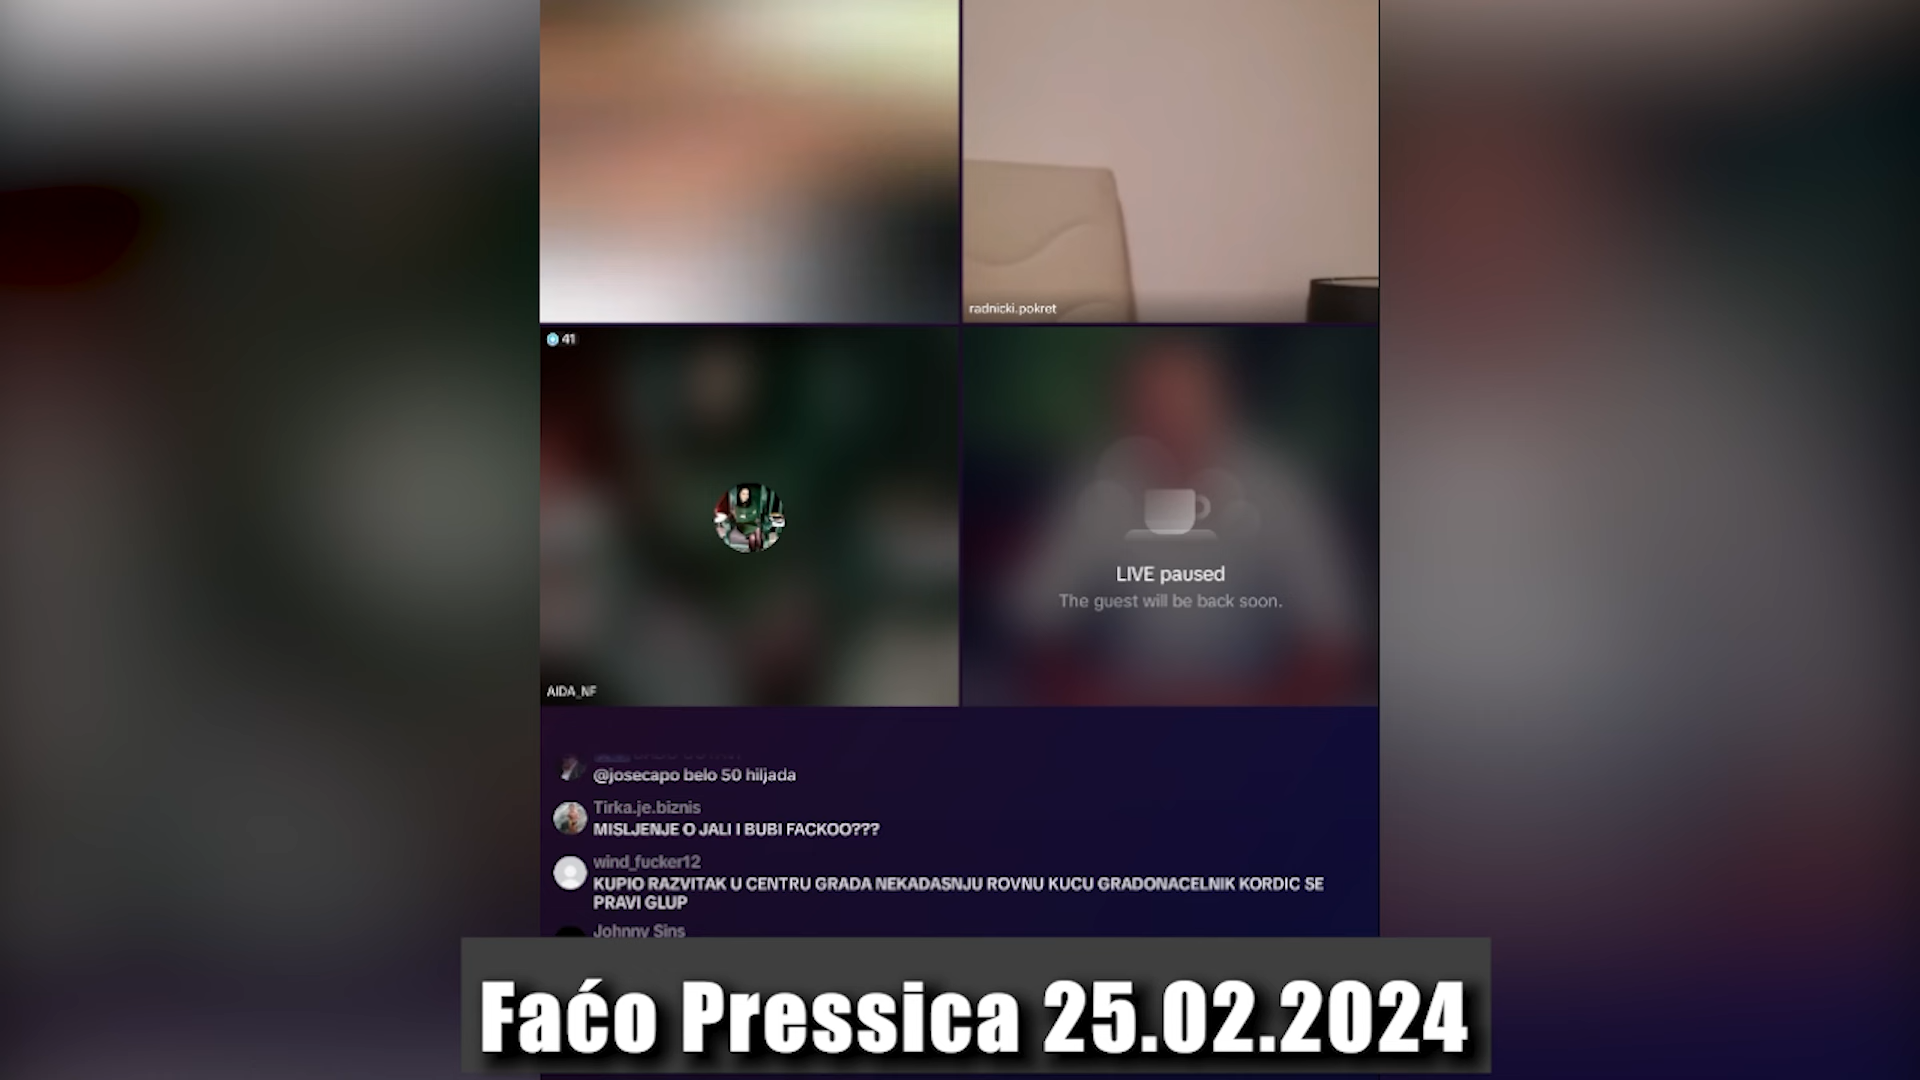 radnicki.pokret
41
AIDA_NF
LIVE paused
The guest will be back soon.
@josecapo belo 50 hiljada
Tirka.je.biznis
MISLJENJE O JALI I BUBI FACKOO???
wind_fucker12
KUPIO RAZVITAK U CENTRU GRADA NEKADASNJU ROVNU KUCU GRADONACELNIK KORDIC SE
PRAVI GLUP
Johnny Sins
Faćo Pressica 25.02.2024